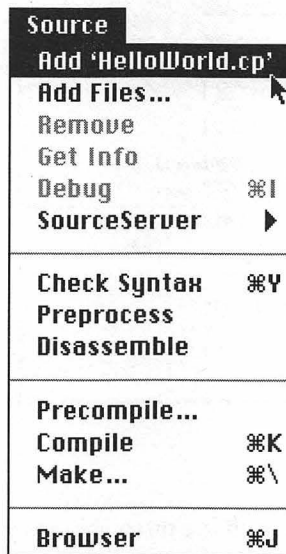 Source
Add ‘HelloWorld.cp’
Add Files...
Remove
Get Info
Debug ⌘I
SourceServer ▶
Check Syntax ⌘Y
Preprocess
Disassemble
Precompile...
Compile ⌘K
Make... ⌘\
Browser ⌘J